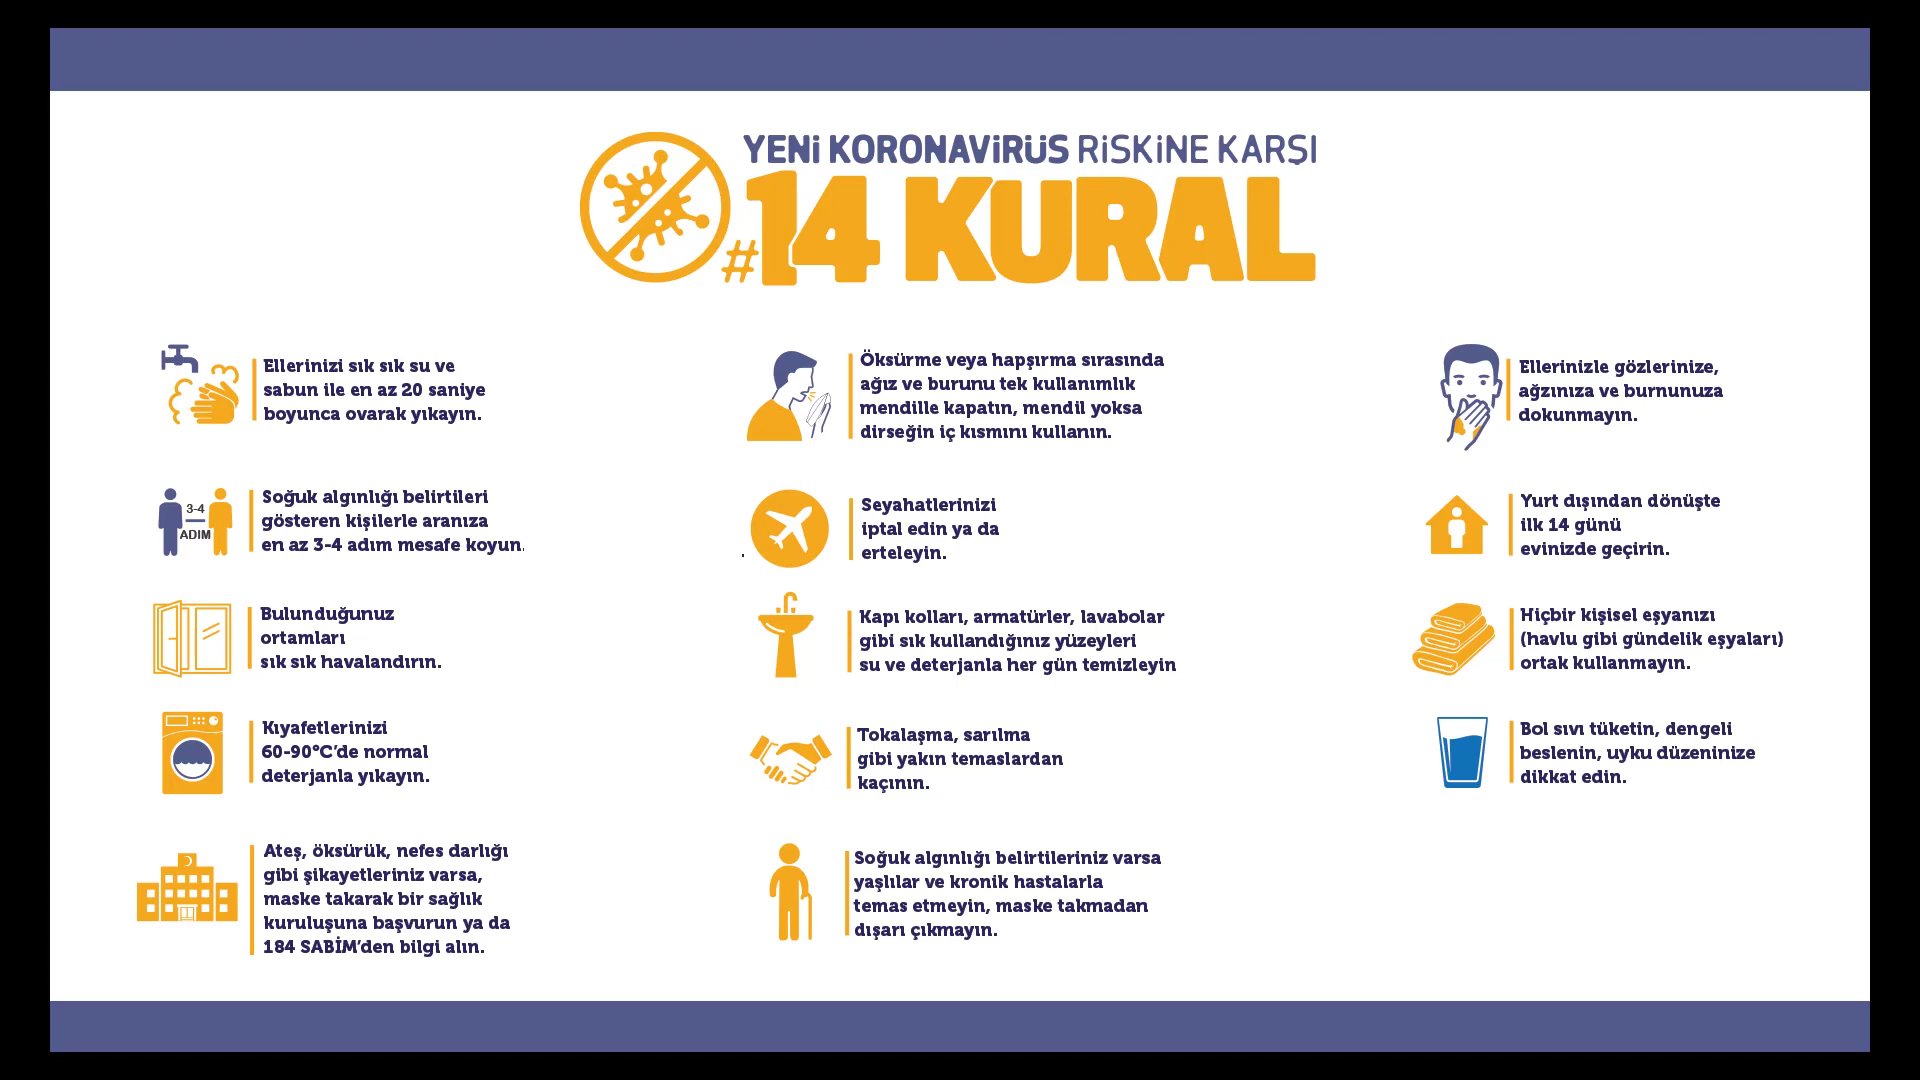 YENİ KORONAVİRÜS RİSKİNE KARŞI
#14 KURAL
Ellerinizi sık sık su ve
sabun ile en az 20 saniye
boyunca ovarak yıkayın.
Öksürme veya hapşırma sırasında
ağız ve burunu tek kullanımlık
mendille kapatın, mendil yoksa
dirseğin iç kısmını kullanın.
Ellerinizle gözlerinize,
ağzınıza ve burnunuza
dokunmayın.
3-4
ADIM
Soğuk algınlığı belirtileri
gösteren kişilerle aranıza
en az 3-4 adım mesafe koyun.
Seyahatlerinizi
iptal edin ya da
erteleyin.
Yurt dışından dönüşte
ilk 14 günü
evinizde geçirin.
Bulunduğunuz
ortamları
sık sık havalandırın.
Kapı kolları, armatürler, lavabolar
gibi sık kullandığınız yüzeyleri
su ve deterjanla her gün temizleyin
Hiçbir kişisel eşyanızı
(havlu gibi gündelik eşyaları)
ortak kullanmayın.
Kıyafetlerinizi
60-90°C’de normal
deterjanla yıkayın.
Tokalaşma, sarılma
gibi yakın temaslardan
kaçının.
Bol sıvı tüketin, dengeli
beslenin, uyku düzeninize
dikkat edin.
Ateş, öksürük, nefes darlığı
gibi şikayetleriniz varsa,
maske takarak bir sağlık
kuruluşuna başvurun ya da
184 SABİM’den bilgi alın.
Soğuk algınlığı belirtileriniz varsa
yaşlılar ve kronik hastalarla
temas etmeyin, maske takmadan
dışarı çıkmayın.